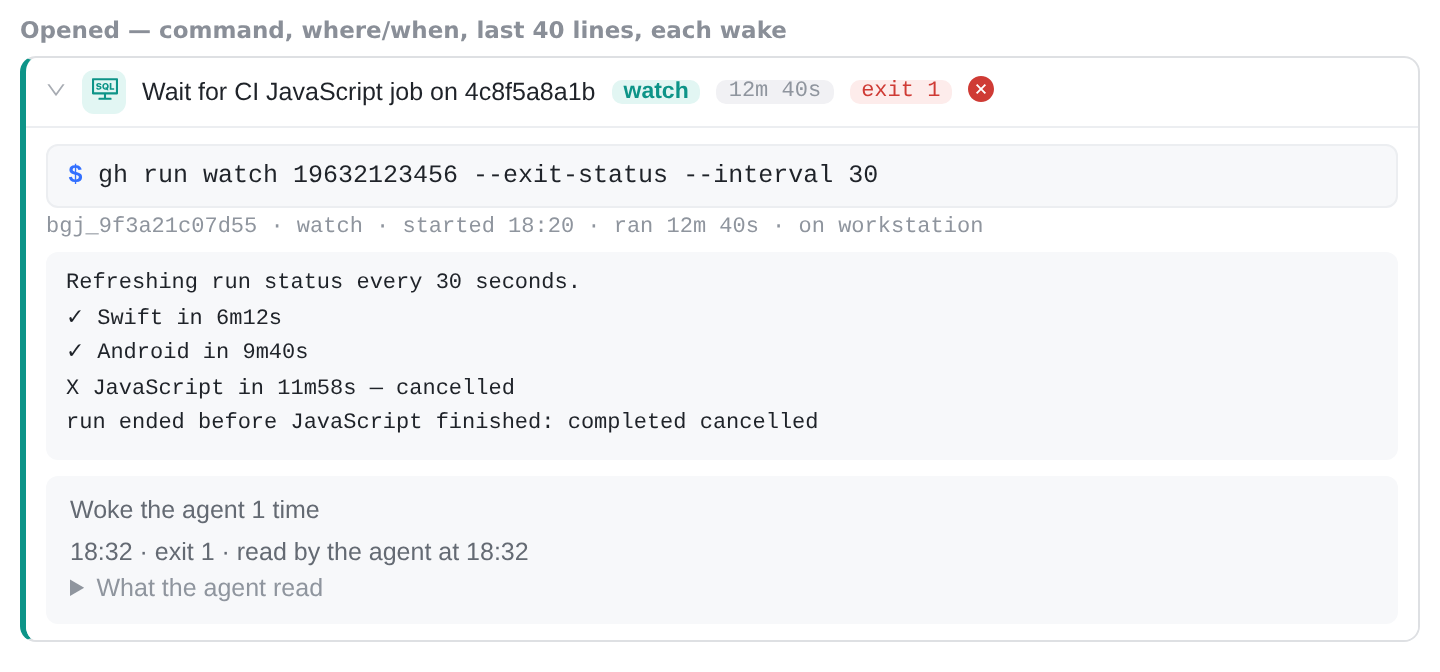 Opened — command, where/when, last 40 lines, each wake
SQL Wait for CI JavaScript job on 4c8f5a8a1b watch 12m 40s exit 1
$ gh run watch 19632123456 --exit-status --interval 30
bgj_9f3a21c07d55 · watch · started 18:20 · ran 12m 40s · on workstation
Refreshing run status every 30 seconds.
✓ Swift in 6m12s
✓ Android in 9m40s
X JavaScript in 11m58s — cancelled
run ended before JavaScript finished: completed cancelled
Woke the agent 1 time
18:32 · exit 1 · read by the agent at 18:32
▶ What the agent read